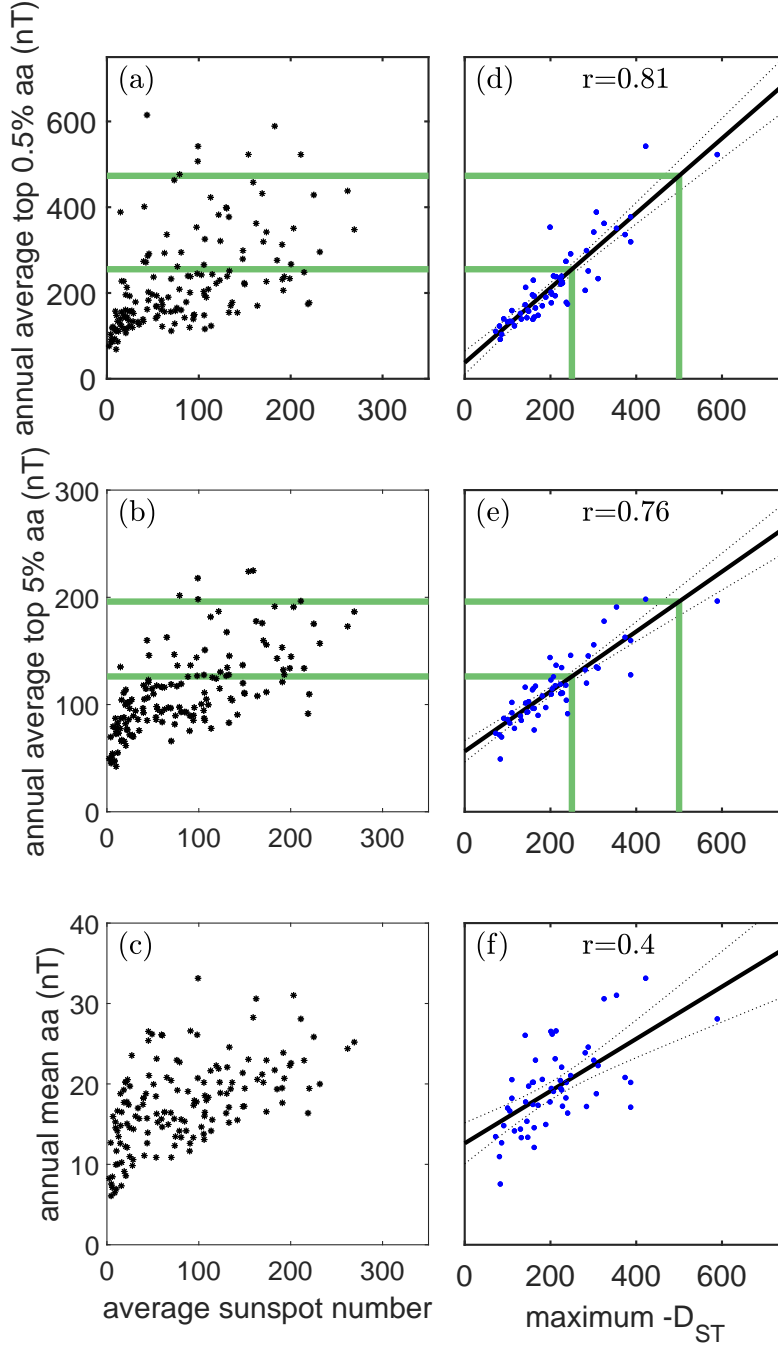 annual average top 0.5% aa (nT)
600
400
200
0
(a)
0 100 200 300
(d) r=0.81
0 200 400 600
annual average top 5% aa (nT)
300
200
100
0
(b)
0 100 200 300
(e) r=0.76
0 200 400 600
annual mean aa (nT)
40
30
20
10
0
(c)
0 100 200 300
average sunspot number
(f) r=0.4
0 200 400 600
maximum -D_ST